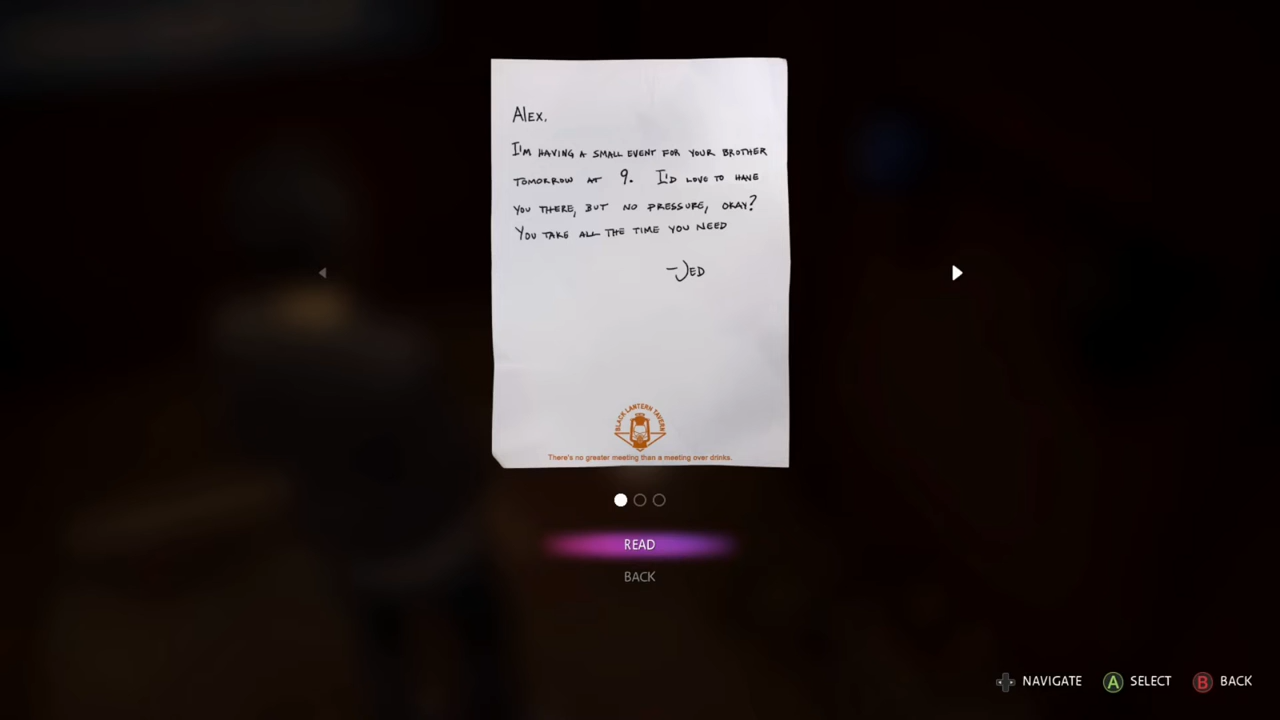 Alex,
I'm having a small event for your brother
tomorrow at 9. I'd love to have
you there, but no pressure, okay?
You take all the time you need
-Jed
BLACK LANTERN TAVERN
There's no greater meeting than a meeting over drinks.
READ
BACK
NAVIGATE
A SELECT
B BACK